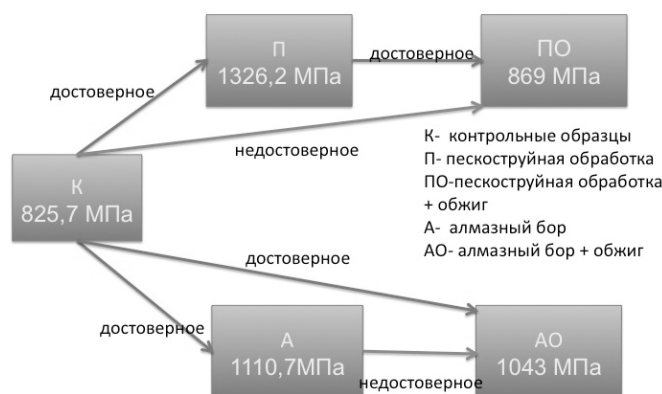 П
1326,2 МПа
достоверное
ПО
869 МПа
достоверное
недостоверное
К
825,7 МПа
К- контрольные образцы
П- пескоструйная обработка
ПО-пескоструйная обработка
+ обжиг
А- алмазный бор
АО- алмазный бор + обжиг
достоверное
достоверное
А
1110,7МПа
недостоверное
АО
1043 МПа